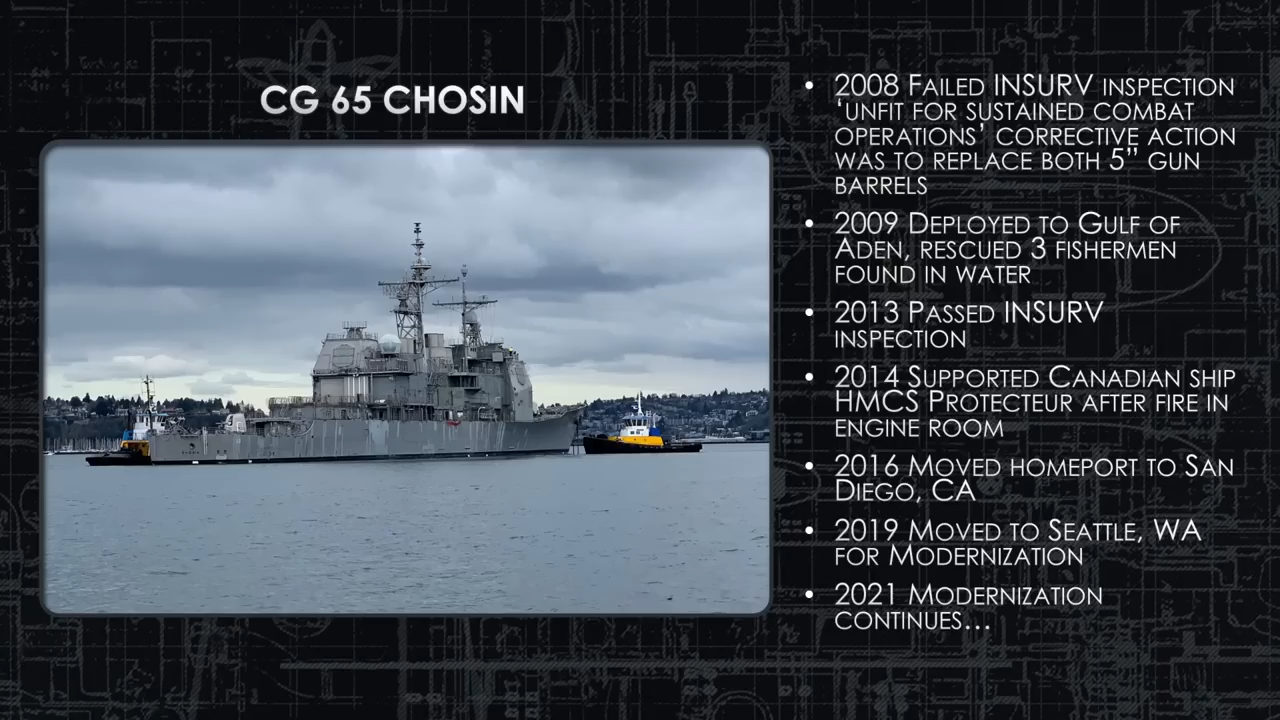 CG 65 CHOSIN
• 2008 FAILED INSURV INSPECTION
‘UNFIT FOR SUSTAINED COMBAT
OPERATIONS’ CORRECTIVE ACTION
WAS TO REPLACE BOTH 5” GUN
BARRELS
• 2009 DEPLOYED TO GULF OF
ADEN, RESCUED 3 FISHERMEN
FOUND IN WATER
• 2013 PASSED INSURV
INSPECTION
• 2014 SUPPORTED CANADIAN SHIP
HMCS PROTECTEUR AFTER FIRE IN
ENGINE ROOM
• 2016 MOVED HOMEPORT TO SAN
DIEGO, CA
• 2019 MOVED TO SEATTLE, WA
FOR MODERNIZATION
• 2021 MODERNIZATION
CONTINUES...